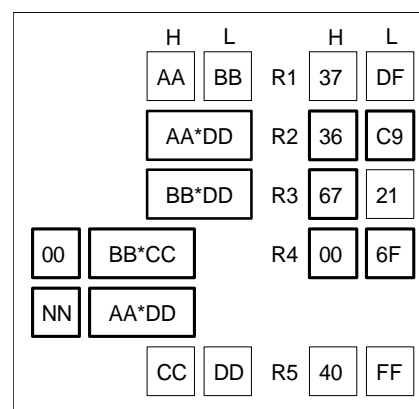 H L H L
AA BB R1 37 DF
AA*DD R2 36 C9
BB*DD R3 67 21
00 BB*CC R4 00 6F
NN AA*DD
CC DD R5 40 FF